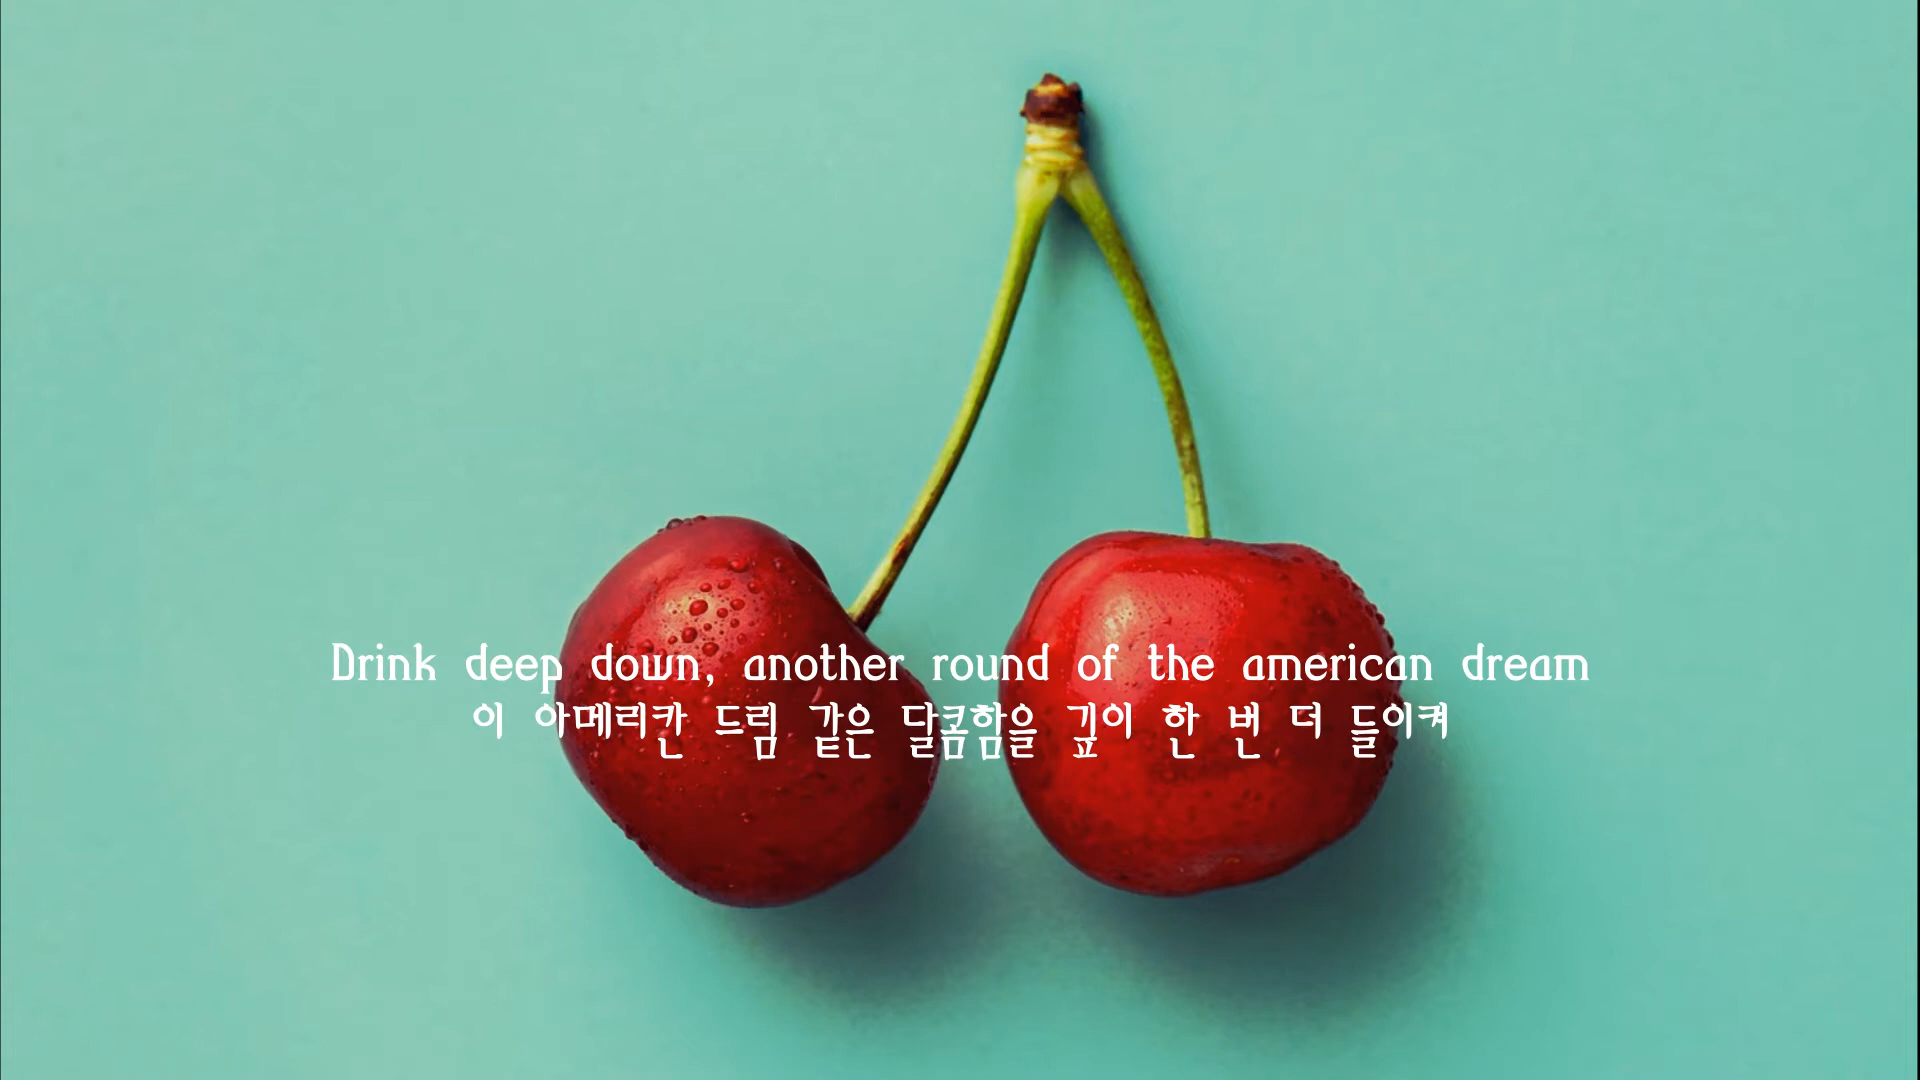 Drink deep down, another round of the american dream
이 아메리칸 드림 같은 달콤함을 깊이 한 번 더 들이켜